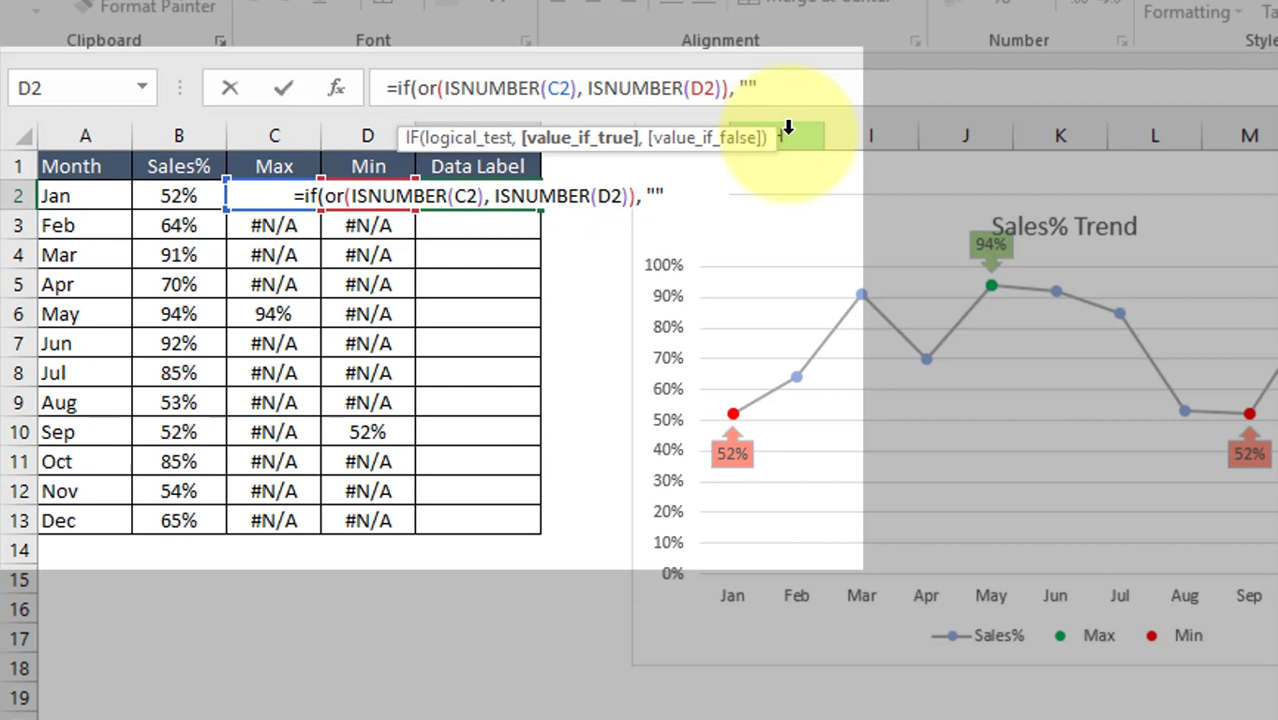 Format Painter
Merge & Center
Formatting
Clipboard Font Alignment Number Style
D2 fx =if(or(ISNUMBER(C2), ISNUMBER(D2)), ""
IF(logical_test, [value_if_true], [value_if_false])
A B C D H I J K L M
1 Month Sales% Max Min Data Label
2 Jan 52% =if(or(ISNUMBER(C2), ISNUMBER(D2)), ""
3 Feb 64% #N/A #N/A
4 Mar 91% #N/A #N/A
5 Apr 70% #N/A #N/A
6 May 94% 94% #N/A
7 Jun 92% #N/A #N/A
8 Jul 85% #N/A #N/A
9 Aug 53% #N/A #N/A
10 Sep 52% #N/A 52%
11 Oct 85% #N/A #N/A
12 Nov 54% #N/A #N/A
13 Dec 65% #N/A #N/A
14
15
16
17
18
19
Sales% Trend
94%
100%
90%
80%
70%
60%
50%
40%
30%
20%
10%
0%
52% 52%
Jan Feb Mar Apr May Jun Jul Aug Sep
Sales% Max Min